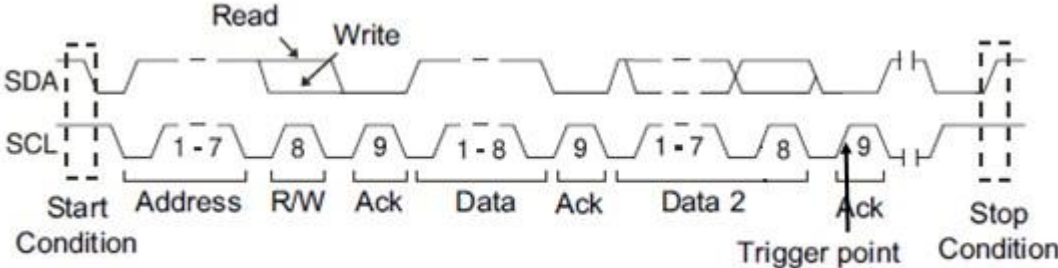 Read
Write
SDA
SCL
1 - 7 8 9 1 - 8 9 1 - 7 8 9
Address R/W Ack Data Ack Data 2 Ack
Start
Condition
Trigger point
Stop
Condition